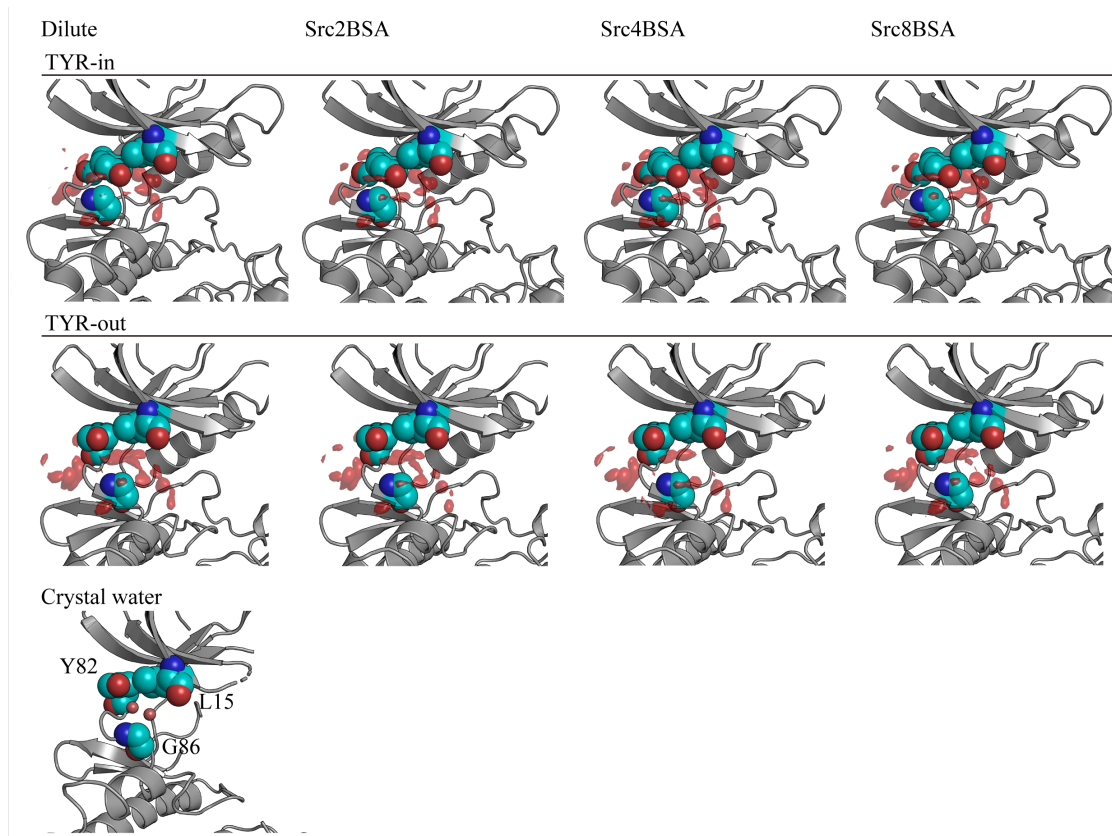 Dilute Src2BSA Src4BSA Src8BSA
TYR-in
TYR-out
Crystal water
Y82
L15
G86